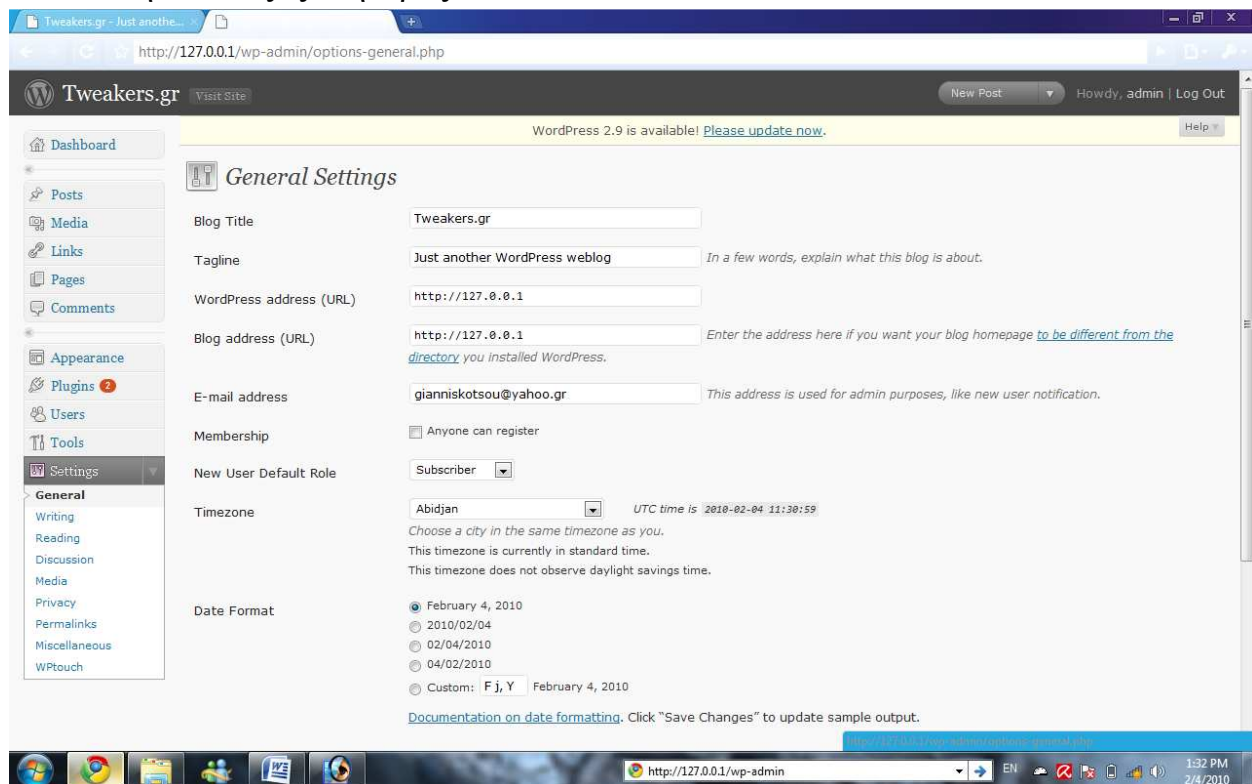 Tweakers.gr - Just anothe...
http://127.0.0.1/wp-admin/options-general.php
Tweakers.gr Visit Site New Post Howdy, admin | Log Out
WordPress 2.9 is available! Please update now. Help
Dashboard
Posts
Media
Links
Pages
Comments
Appearance
Plugins 2
Users
Tools
Settings
General
Writing
Reading
Discussion
Media
Privacy
Permalinks
Miscellaneous
WPtouch
General Settings
Blog Title Tweakers.gr
Tagline Just another WordPress weblog In a few words, explain what this blog is about.
WordPress address (URL) http://127.0.0.1
Blog address (URL) http://127.0.0.1 Enter the address here if you want your blog homepage to be different from the
directory you installed WordPress.
E-mail address gianniskotsou@yahoo.gr This address is used for admin purposes, like new user notification.
Membership Anyone can register
New User Default Role Subscriber
Timezone Abidjan UTC time is 2010-02-04 11:30:59
Choose a city in the same timezone as you.
This timezone is currently in standard time.
This timezone does not observe daylight savings time.
Date Format February 4, 2010
2010/02/04
02/04/2010
04/02/2010
Custom: F j, Y February 4, 2010
Documentation on date formatting. Click “Save Changes” to update sample output.
http://127.0.0.1/wp-admin/options-general.php
http://127.0.0.1/wp-admin EN 1:32 PM
2/4/2010